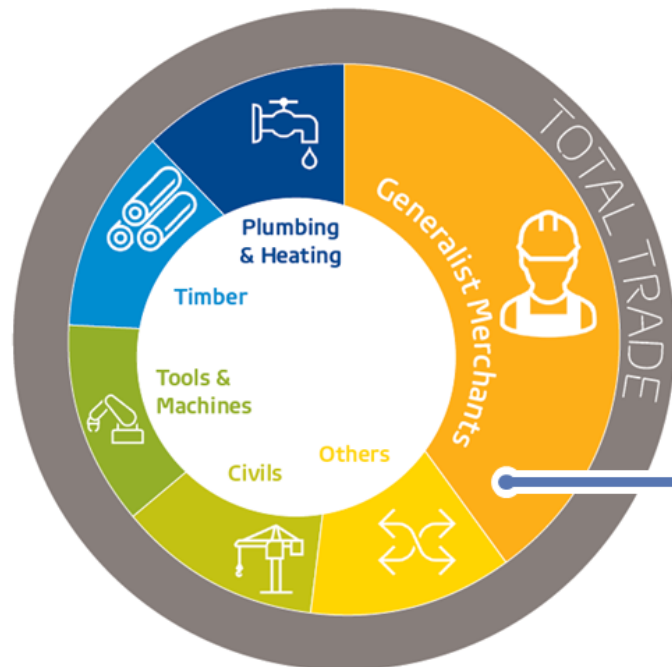 TOTAL TRADE
Generalist Merchants
Plumbing
& Heating
Timber
Tools &
Machines
Civils
Others